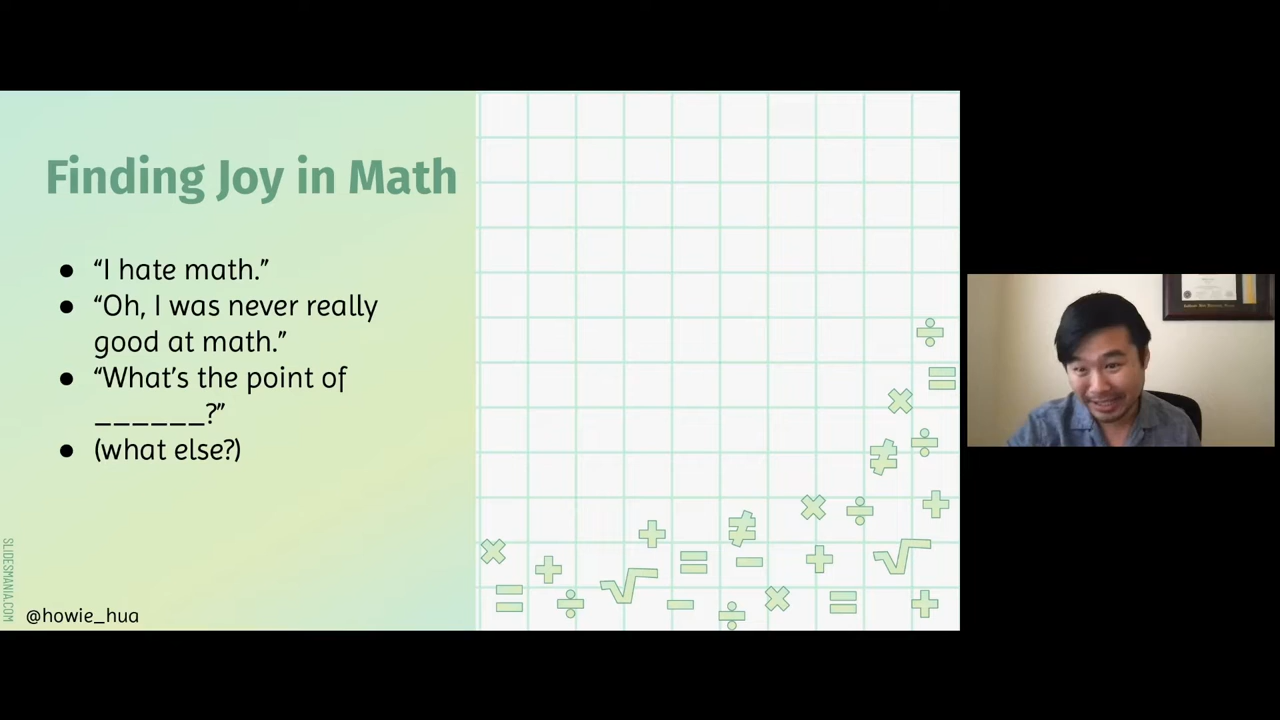 Finding Joy in Math
● “I hate math.”
● “Oh, I was never really
good at math.”
● “What’s the point of
______?”
● (what else?)
SLIDESMANIA.COM
@howie_hua